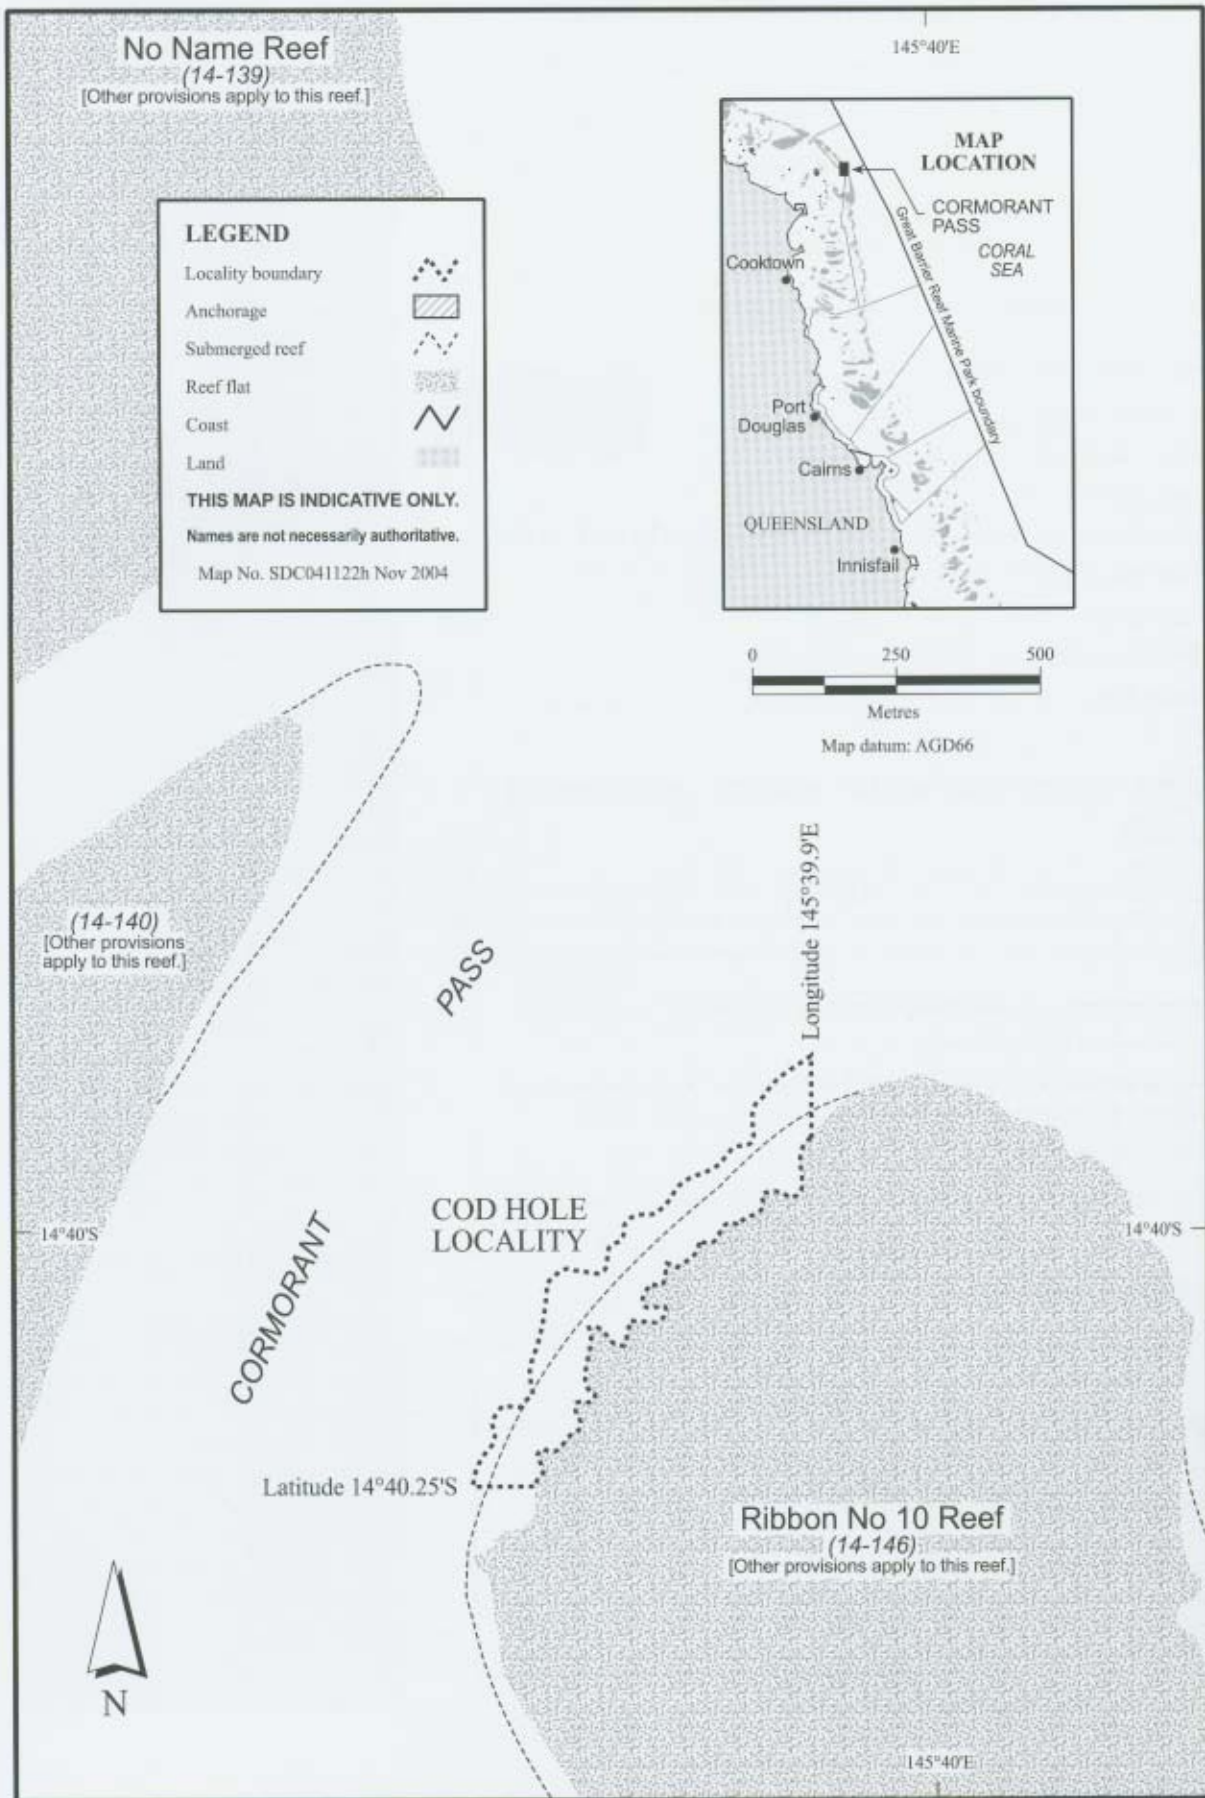 No Name Reef
(14-139)
[Other provisions apply to this reef.]
145°40'E
LEGEND
Locality boundary
Anchorage
Submerged reef
Reef flat
Coast
Land
THIS MAP IS INDICATIVE ONLY.
Names are not necessarily authoritative.
Map No. SDC041122h Nov 2004
MAP
LOCATION
CORMORANT
PASS
CORAL
SEA
Great Barrier Reef Marine Park boundary
Cooktown
Port
Douglas
Cairns
QUEENSLAND
Innisfail
0 250 500
Metres
Map datum: AGD66
(14-140)
[Other provisions
apply to this reef.]
PASS
Longitude 145°39.9'E
COD HOLE
LOCALITY
14°40'S
14°40'S
CORMORANT
Latitude 14°40.25'S
Ribbon No 10 Reef
(14-146)
[Other provisions apply to this reef.]
N
145°40'E